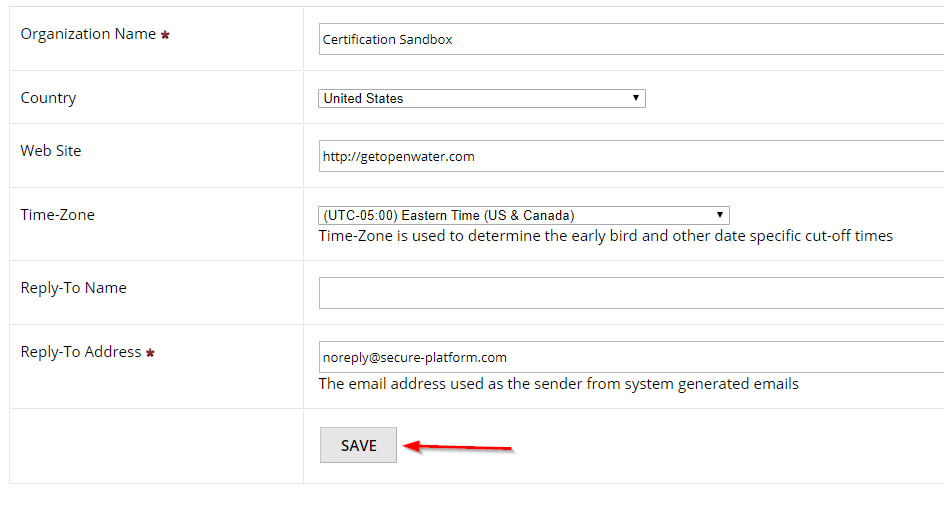 Organization Name *
Certification Sandbox
Country
United States
Web Site
http://getopenwater.com
Time-Zone
(UTC-05:00) Eastern Time (US & Canada)
Time-Zone is used to determine the early bird and other date specific cut-off times
Reply-To Name
Reply-To Address *
noreply@secure-platform.com
The email address used as the sender from system generated emails
SAVE